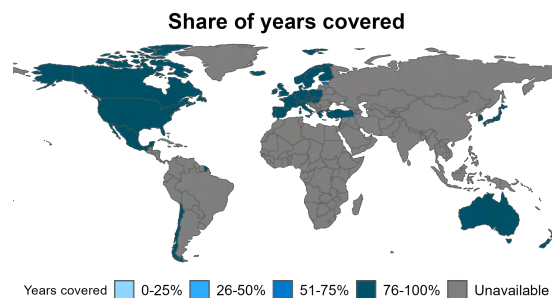 Share of years covered
Years covered 0-25% 26-50% 51-75% 76-100% Unavailable